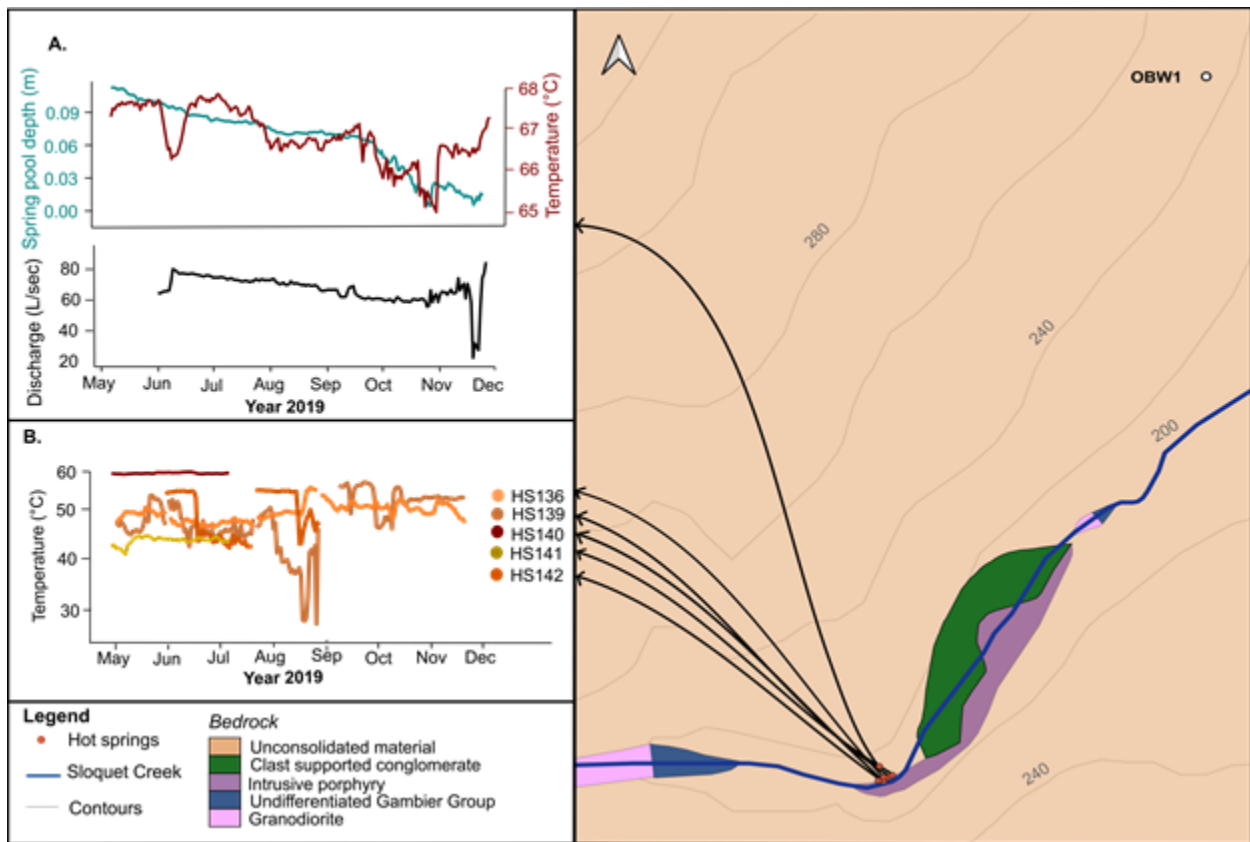 A.
Spring pool depth (m)
0.09
0.06
0.03
0.00
68
67
66
65
Temperature (°C)
Discharge (L/sec)
80
60
40
20
May Jun Jul Aug Sep Oct Nov Dec
Year 2019
B.
Temperature (°C)
60
50
40
30
HS136
HS139
HS140
HS141
HS142
May Jun Jul Aug Sep Oct Nov Dec
Year 2019
Legend
Hot springs
Sloquet Creek
Contours
Bedrock
Unconsolidated material
Clast supported conglomerate
Intrusive porphyry
Undifferentiated Gambier Group
Granodiorite
OBW1
280
240
200
240